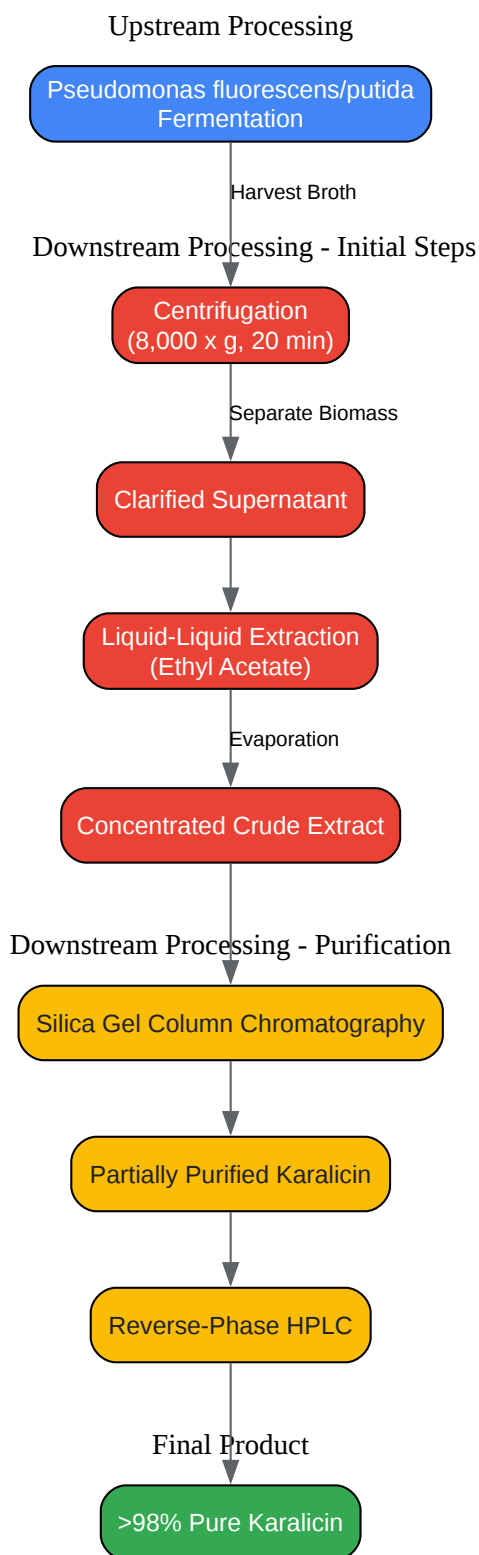 Upstream Processing
Pseudomonas fluorescens/putida
Fermentation
Harvest Broth
Downstream Processing - Initial Steps
Centrifugation
(8,000 x g, 20 min)
Separate Biomass
Clarified Supernatant
Liquid-Liquid Extraction
(Ethyl Acetate)
Evaporation
Concentrated Crude Extract
Downstream Processing - Purification
Silica Gel Column Chromatography
Partially Purified Karalicin
Reverse-Phase HPLC
Final Product
>98% Pure Karalicin